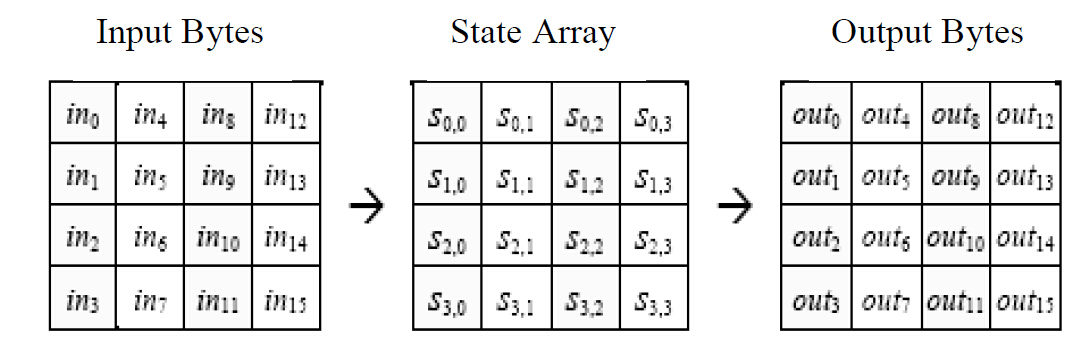 Input Bytes State Array Output Bytes
in0 in4 in8 in12 S0,0 S0,1 S0,2 S0,3 out0 out4 out8 out12
in1 in5 in9 in13 S1,0 S1,1 S1,2 S1,3 out1 out5 out9 out13
→ →
in2 in6 in10 in14 S2,0 S2,1 S2,2 S2,3 out2 out6 out10 out14
in3 in7 in11 in15 S3,0 S3,1 S3,2 S3,3 out3 out7 out11 out15